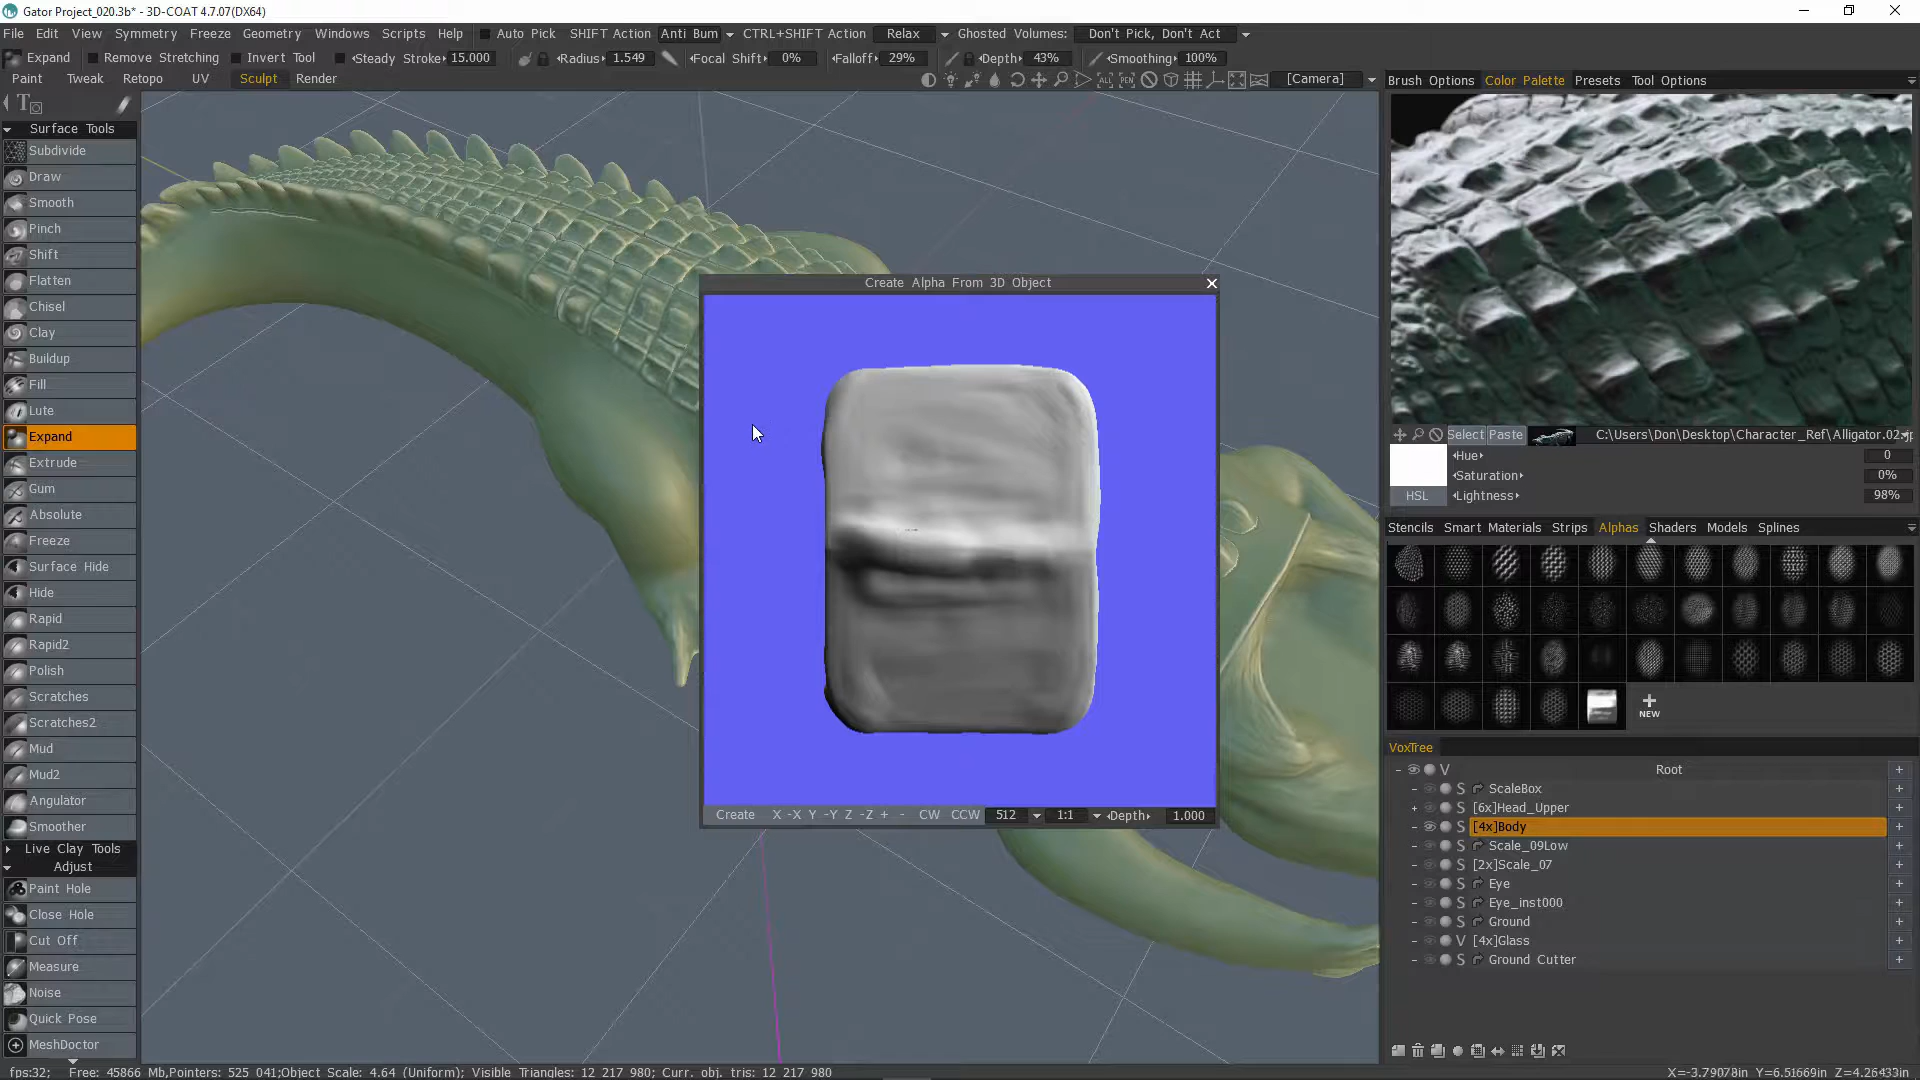 Gator Project_020.3b* - 3D-COAT 4.7.07(DX64)
File Edit View Symmetry Freeze Geometry Windows Scripts Help Auto Pick SHIFT Action Anti Bum CTRL+SHIFT Action Relax Ghosted Volumes: Don't Pick, Don't Act
Expand Remove Stretching Invert Tool Steady Stroke 15.000 Radius 1.549 Focal Shift 0% Falloff 29% Depth 43% Smoothing 100%
Paint Tweak Retopo UV Sculpt Render [Camera]
Brush Options Color Palette Presets Tool Options
Surface Tools
Subdivide
Draw
Smooth
Pinch
Shift
Flatten
Chisel
Clay
Buildup
Fill
Lute
Expand
Extrude
Gum
Absolute
Freeze
Surface Hide
Hide
Rapid
Rapid2
Polish
Scratches
Scratches2
Mud
Mud2
Angulator
Smoother
Live Clay Tools
Adjust
Paint Hole
Close Hole
Cut Off
Measure
Noise
Quick Pose
MeshDoctor
Create Alpha From 3D Object
Create X -X Y -Y Z -Z + - CW CCW 512 1:1 Depth 1.000
Select Paste C:\Users\Don\Desktop\Character_Ref\Alligator.02
Hue 0
Saturation 0%
HSL Lightness 98%
Stencils Smart Materials Strips Alphas Shaders Models Splines
NEW
VoxTree
V Root
S ScaleBox
S [6x]Head_Upper
S [4x]Body
S Scale_09Low
S [2x]Scale_07
S Eye
S Eye_inst000
S Ground
V [4x]Glass
S Ground Cutter
fps:32; Free: 45866 Mb,Pointers: 525 041;Object Scale: 4.64 (Uniform); Visible Triangles: 12 217 980; Curr. obj. tris: 12 217 980
X=-3.79078in Y=6.51669in Z=4.26433in